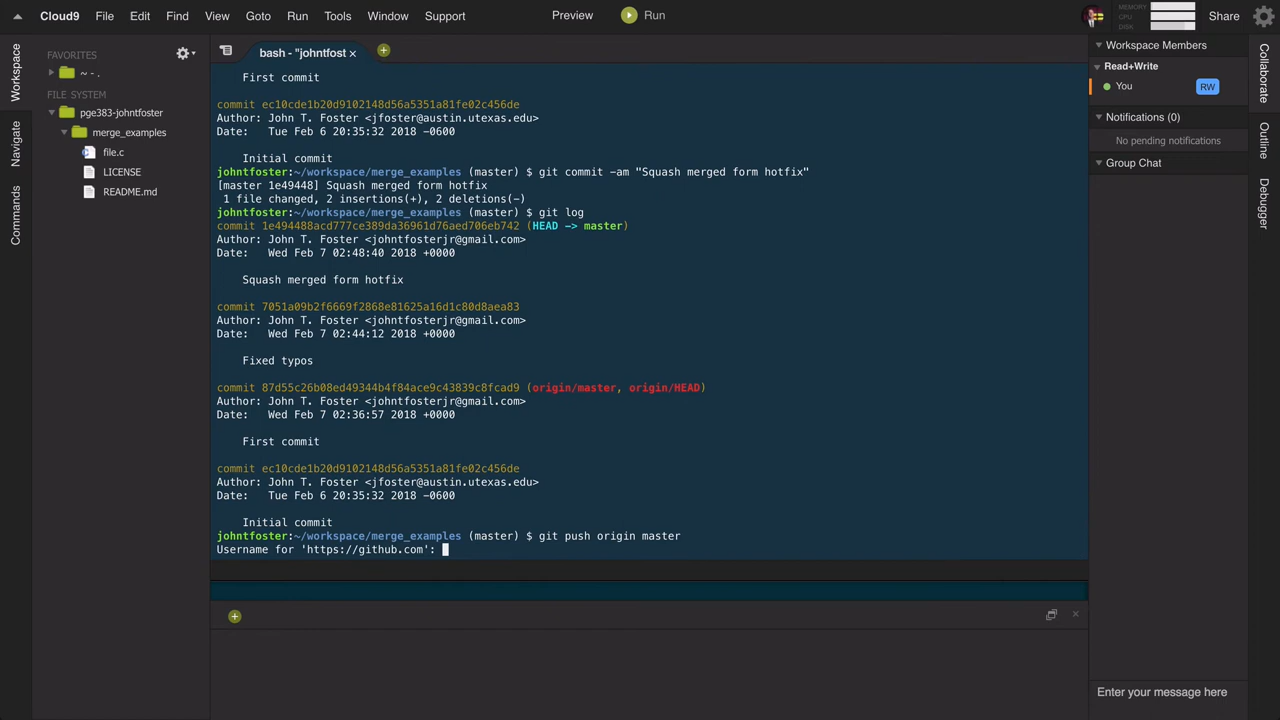 Cloud9 File Edit Find View Goto Run Tools Window Support Preview Run MEMORY CPU DISK Share
Workspace
Navigate
Commands
FAVORITES
~ - .
FILE SYSTEM
pge383-johntfoster
merge_examples
file.c
LICENSE
README.md
bash - "johntfost
First commit
commit ec10cde1b20d9102148d56a5351a81fe02c456de
Author: John T. Foster <jfoster@austin.utexas.edu>
Date:   Tue Feb 6 20:35:32 2018 -0600
Initial commit
johntfoster:~/workspace/merge_examples (master) $ git commit -am "Squash merged form hotfix"
[master 1e49448] Squash merged form hotfix
1 file changed, 2 insertions(+), 2 deletions(-)
johntfoster:~/workspace/merge_examples (master) $ git log
commit 1e494488acd777ce389da36961d76aed706eb742 (HEAD -> master)
Author: John T. Foster <johntfosterjr@gmail.com>
Date:   Wed Feb 7 02:48:40 2018 +0000
Squash merged form hotfix
commit 7051a09b2f6669f2868e81625a16d1c80d8aea83
Author: John T. Foster <johntfosterjr@gmail.com>
Date:   Wed Feb 7 02:44:12 2018 +0000
Fixed typos
commit 87d55c26b08ed49344b4f84ace9c43839c8fcad9 (origin/master, origin/HEAD)
Author: John T. Foster <johntfosterjr@gmail.com>
Date:   Wed Feb 7 02:36:57 2018 +0000
First commit
commit ec10cde1b20d9102148d56a5351a81fe02c456de
Author: John T. Foster <jfoster@austin.utexas.edu>
Date:   Tue Feb 6 20:35:32 2018 -0600
Initial commit
johntfoster:~/workspace/merge_examples (master) $ git push origin master
Username for 'https://github.com':
Workspace Members
Read+Write
You RW
Notifications (0)
No pending notifications
Group Chat
Enter your message here
Collaborate
Outline
Debugger